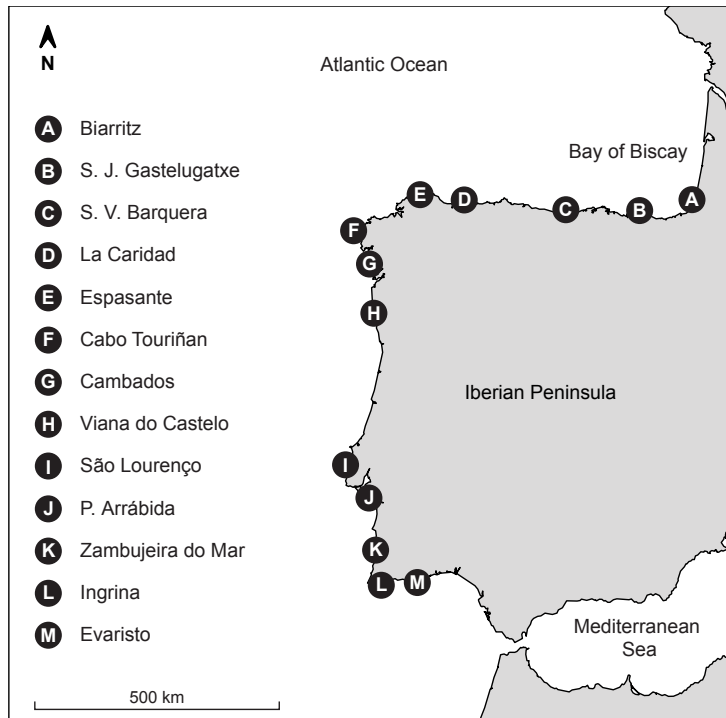 N
Atlantic Ocean
Bay of Biscay
A Biarritz
B S. J. Gastelugatxe
C S. V. Barquera
D La Caridad
E Espasante
F Cabo Touriñan
G Cambados
H Viana do Castelo
I São Lourenço
J P. Arrábida
K Zambujeira do Mar
L Ingrina
M Evaristo
500 km
E
D
C
B
A
F
G
H
Iberian Peninsula
I
J
K
L
M
Mediterranean
Sea